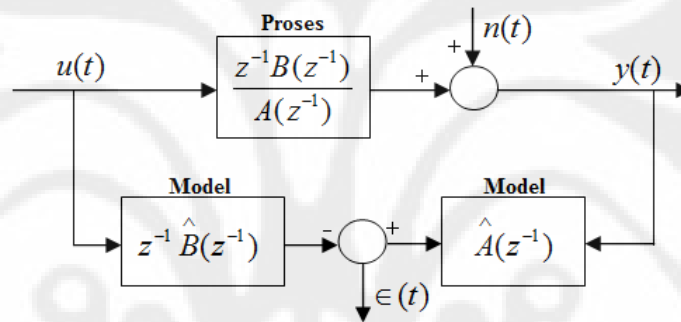 Proses
n(t)
+
u(t)
z⁻¹B(z⁻¹)
A(z⁻¹)
+
y(t)
Model
Model
z⁻¹ B̂(z⁻¹)
-
+
Â(z⁻¹)
∈(t)